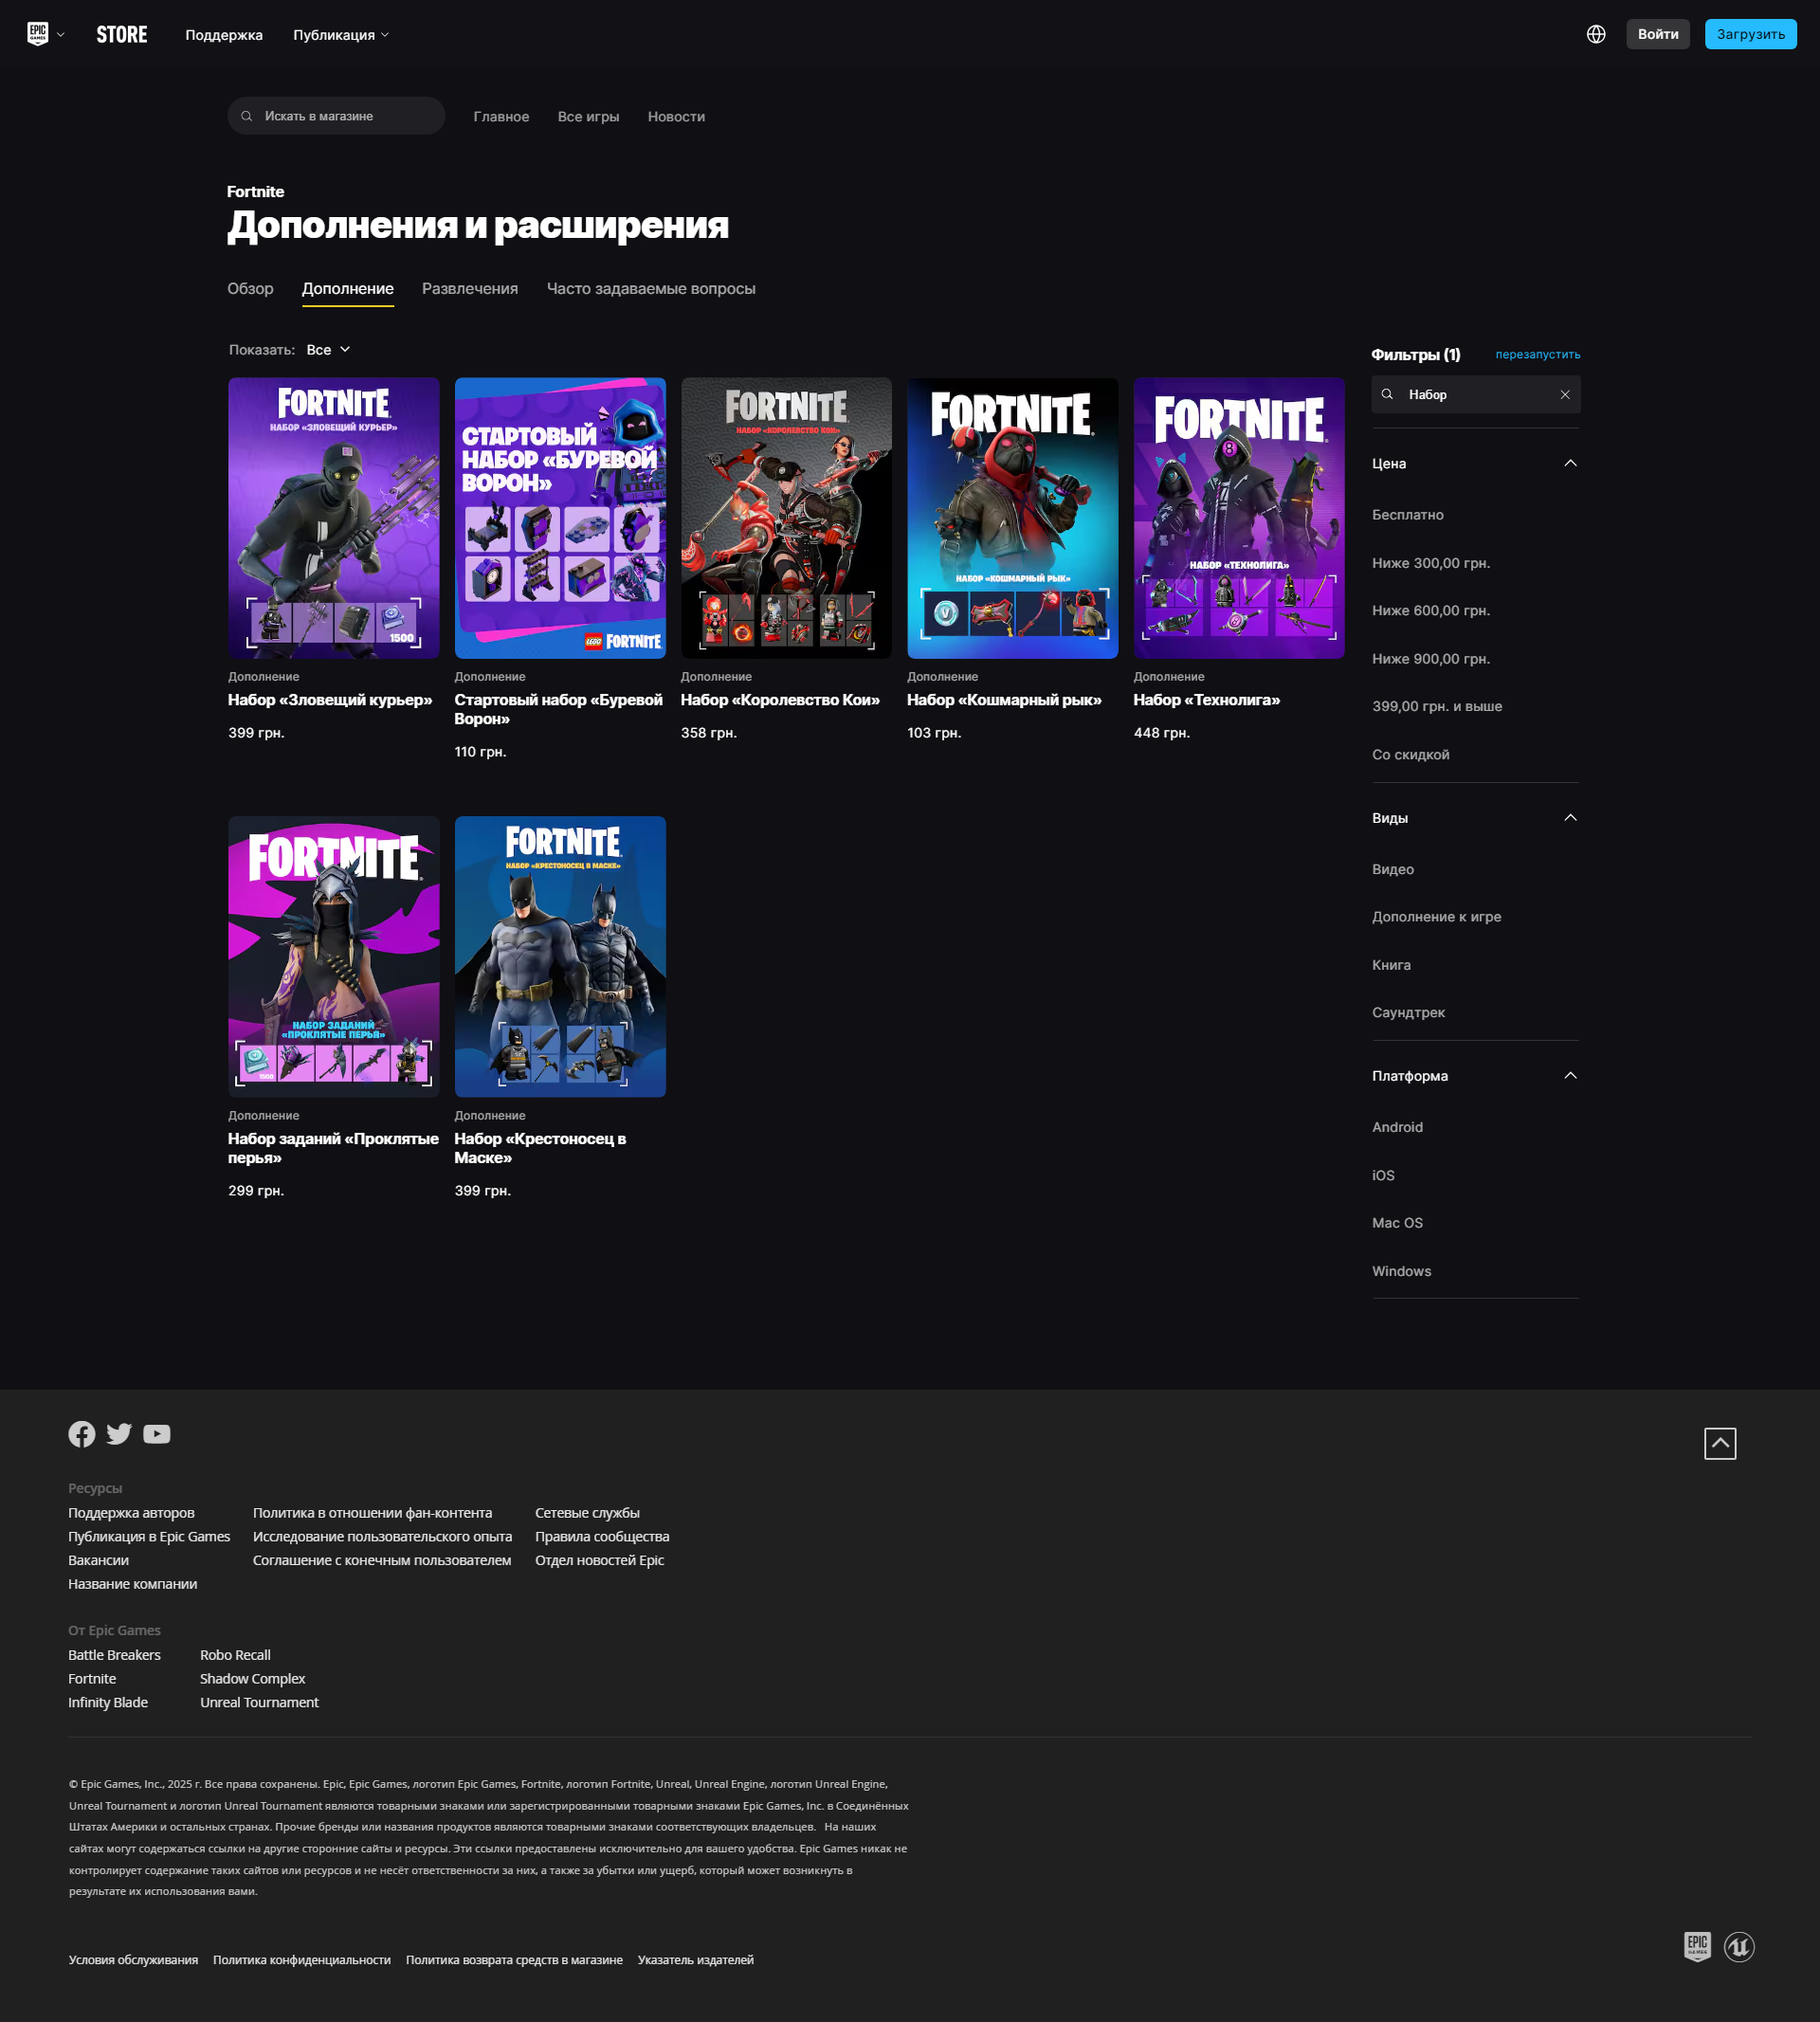 EPIC GAMES
STORE
Поддержка
Публикация
Войти
Загрузить
Искать в магазине
Главное
Все игры
Новости
Fortnite
Дополнения и расширения
Обзор
Дополнение
Развлечения
Часто задаваемые вопросы
Показать: Все
Фильтры (1)
перезапустить
Набор
FORTNITE
НАБОР «ЗЛОВЕЩИЙ КУРЬЕР»
1500
Дополнение
Набор «Зловещий курьер»
399 грн.
СТАРТОВЫЙ
НАБОР «БУРЕВОЙ
ВОРОН»
LEGO FORTNITE
Дополнение
Стартовый набор «Буревой
Ворон»
110 грн.
FORTNITE
НАБОР «КОРОЛЕВСТВО КОИ»
Дополнение
Набор «Королевство Кои»
358 грн.
FORTNITE
НАБОР «КОШМАРНЫЙ РЫК»
Дополнение
Набор «Кошмарный рык»
103 грн.
FORTNITE
8
НАБОР «ТЕХНОЛИГА»
Дополнение
Набор «Технолига»
448 грн.
FORTNITE
НАБОР ЗАДАНИЙ
«ПРОКЛЯТЫЕ ПЕРЬЯ»
1500
Дополнение
Набор заданий «Проклятые
перья»
299 грн.
FORTNITE
НАБОР «КРЕСТОНОСЕЦ В МАСКЕ»
Дополнение
Набор «Крестоносец в
Маске»
399 грн.
Цена
Бесплатно
Ниже 300,00 грн.
Ниже 600,00 грн.
Ниже 900,00 грн.
399,00 грн. и выше
Со скидкой
Виды
Видео
Дополнение к игре
Книга
Саундтрек
Платформа
Android
iOS
Mac OS
Windows
Ресурсы
Поддержка авторов
Публикация в Epic Games
Вакансии
Название компании
Политика в отношении фан-контента
Исследование пользовательского опыта
Соглашение с конечным пользователем
Сетевые службы
Правила сообщества
Отдел новостей Epic
От Epic Games
Battle Breakers
Fortnite
Infinity Blade
Robo Recall
Shadow Complex
Unreal Tournament
© Epic Games, Inc., 2025 г. Все права сохранены. Epic, Epic Games, логотип Epic Games, Fortnite, логотип Fortnite, Unreal, Unreal Engine, логотип Unreal Engine,
Unreal Tournament и логотип Unreal Tournament являются товарными знаками или зарегистрированными товарными знаками Epic Games, Inc. в Соединённых
Штатах Америки и остальных странах. Прочие бренды или названия продуктов являются товарными знаками соответствующих владельцев. На наших
сайтах могут содержаться ссылки на другие сторонние сайты и ресурсы. Эти ссылки предоставлены исключительно для вашего удобства. Epic Games никак не
контролирует содержание таких сайтов или ресурсов и не несёт ответственности за них, а также за убытки или ущерб, который может возникнуть в
результате их использования вами.
Условия обслуживания
Политика конфиденциальности
Политика возврата средств в магазине
Указатель издателей
EPIC GAMES